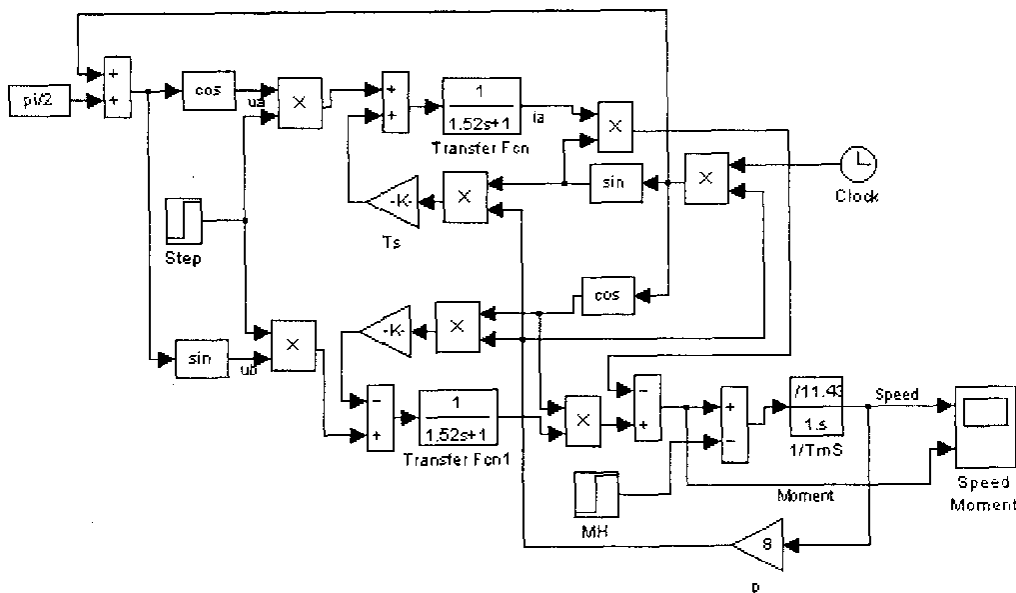 +
+
pi/2
cos
ua
×
+
+
1
1.52s+1
Transfer Fcn
ia
×
sin
×
Clock
-K-
Ts
×
Step
cos
-K-
×
sin
ub
×
-
+
1
1.52s+1
Transfer Fcn1
×
-
+
+
-
/11.43
1.s
1/TmS
Speed
Speed
Moment
Moment
MH
8
p